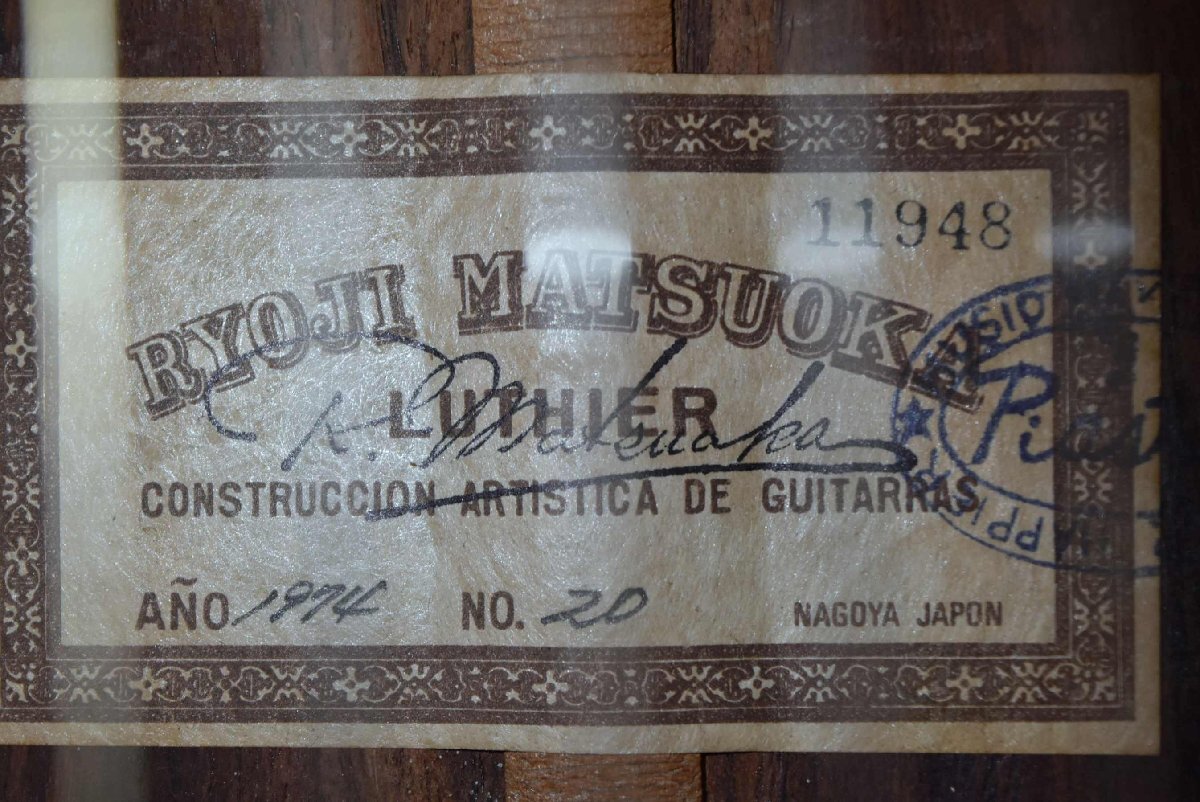 11948
RYOJI MATSUOKA
LUTHIER
Matsuoka
CONSTRUCCION ARTISTICA DE GUITARRAS
AÑO 1974 NO. 20 NAGOYA JAPON